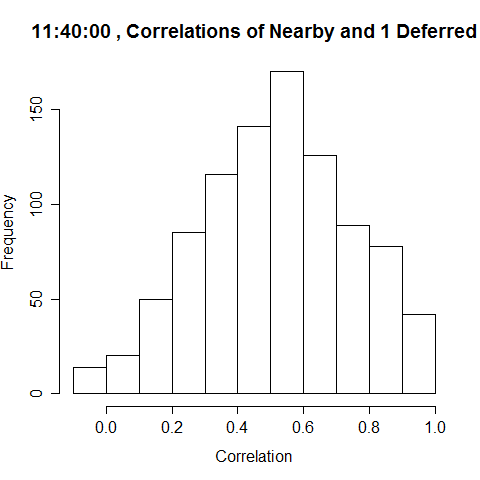 11:40:00 , Correlations of Nearby and 1 Deferred
Frequency
150
100
50
0
0.0 0.2 0.4 0.6 0.8 1.0
Correlation